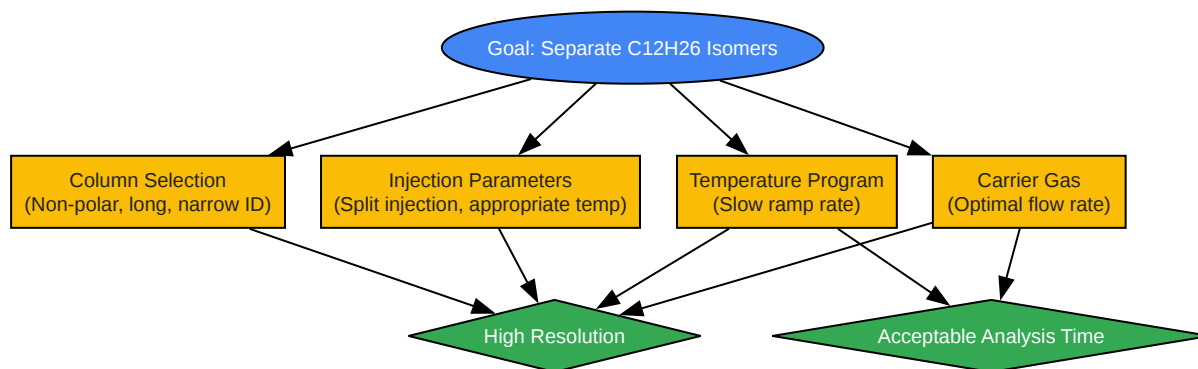 Goal: Separate C12H26 Isomers
Column Selection
(Non-polar, long, narrow ID)
Injection Parameters
(Split injection, appropriate temp)
Temperature Program
(Slow ramp rate)
Carrier Gas
(Optimal flow rate)
High Resolution
Acceptable Analysis Time